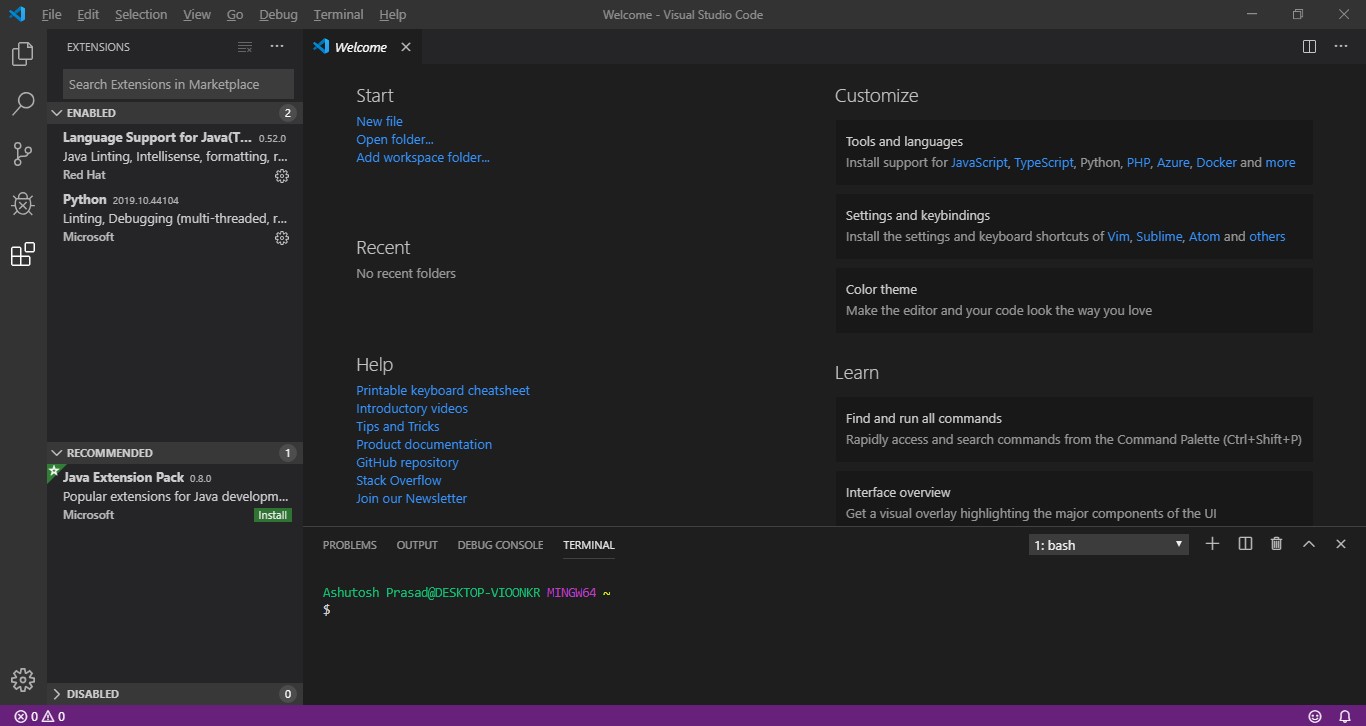 File Edit Selection View Go Debug Terminal Help
Welcome - Visual Studio Code
EXTENSIONS
Search Extensions in Marketplace
ENABLED 2
Language Support for Java(T... 0.52.0
Java Linting, Intellisense, formatting, r...
Red Hat
Python 2019.10.44104
Linting, Debugging (multi-threaded, r...
Microsoft
RECOMMENDED 1
Java Extension Pack 0.8.0
Popular extensions for Java developm...
Microsoft Install
DISABLED 0
Welcome
Start
New file
Open folder...
Add workspace folder...
Recent
No recent folders
Help
Printable keyboard cheatsheet
Introductory videos
Tips and Tricks
Product documentation
GitHub repository
Stack Overflow
Join our Newsletter
Customize
Tools and languages
Install support for JavaScript, TypeScript, Python, PHP, Azure, Docker and more
Settings and keybindings
Install the settings and keyboard shortcuts of Vim, Sublime, Atom and others
Color theme
Make the editor and your code look the way you love
Learn
Find and run all commands
Rapidly access and search commands from the Command Palette (Ctrl+Shift+P)
Interface overview
Get a visual overlay highlighting the major components of the UI
PROBLEMS OUTPUT DEBUG CONSOLE TERMINAL
1: bash
Ashutosh Prasad@DESKTOP-VIOONKR MINGW64 ~
$
0 0